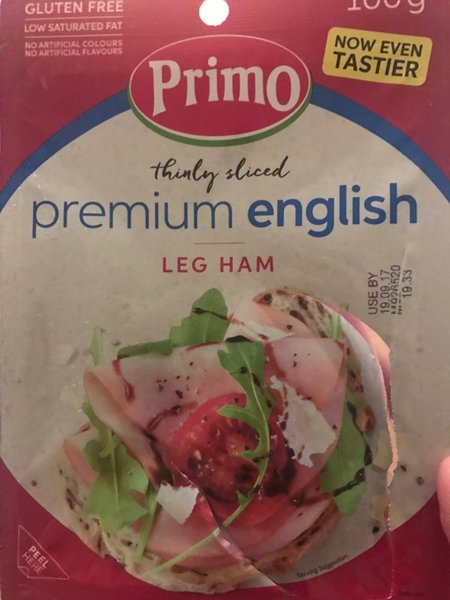 GLUTEN FREE
LOW SATURATED FAT
NO ARTIFICIAL COLOURS
NO ARTIFICIAL FLAVOURS
100g
NOW EVEN
TASTIER
Primo
thinly sliced
premium english
LEG HAM
USE BY
19.09.17
19.33
PEEL
HERE
Serving Suggestion